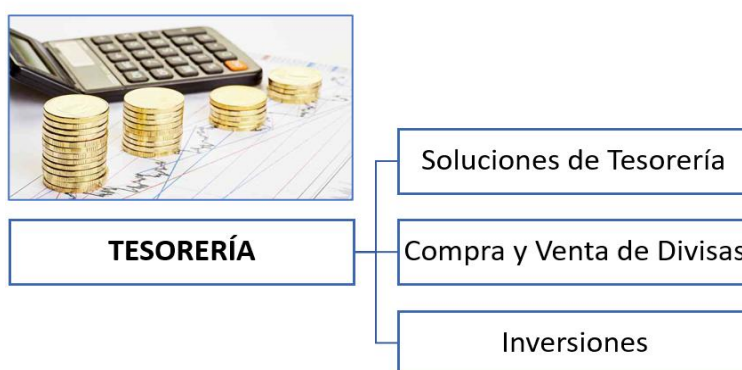 TESORERÍA
Soluciones de Tesorería
Compra y Venta de Divisas
Inversiones